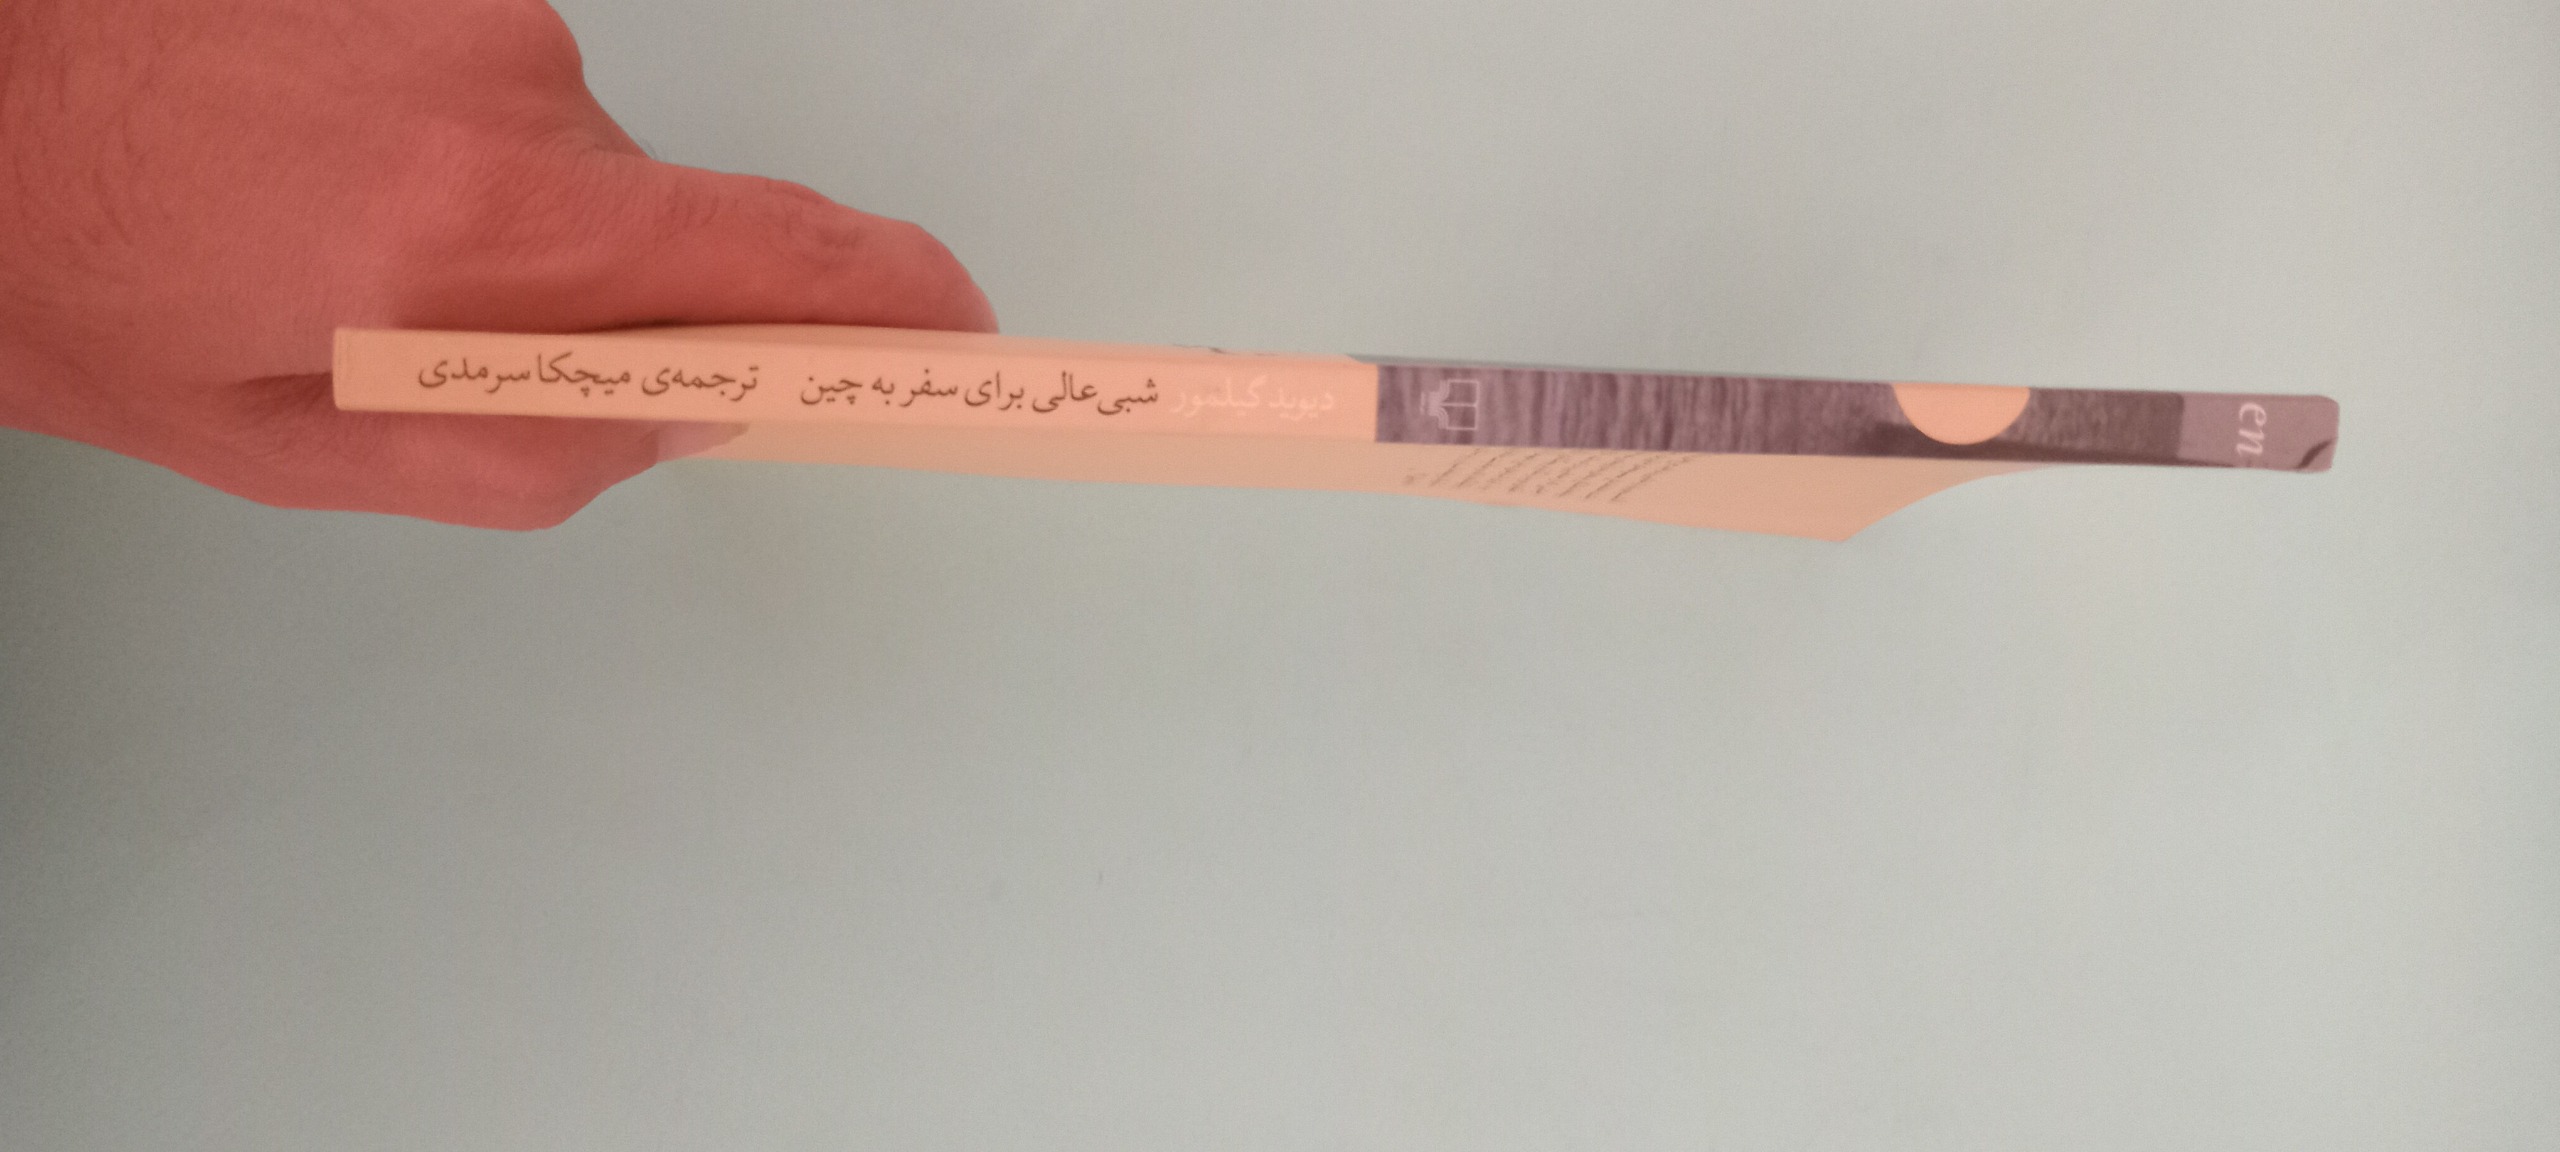 دیوید گیلمور شبی عالی برای سفر به چین ترجمه‌ی میچکا سرمدی
en